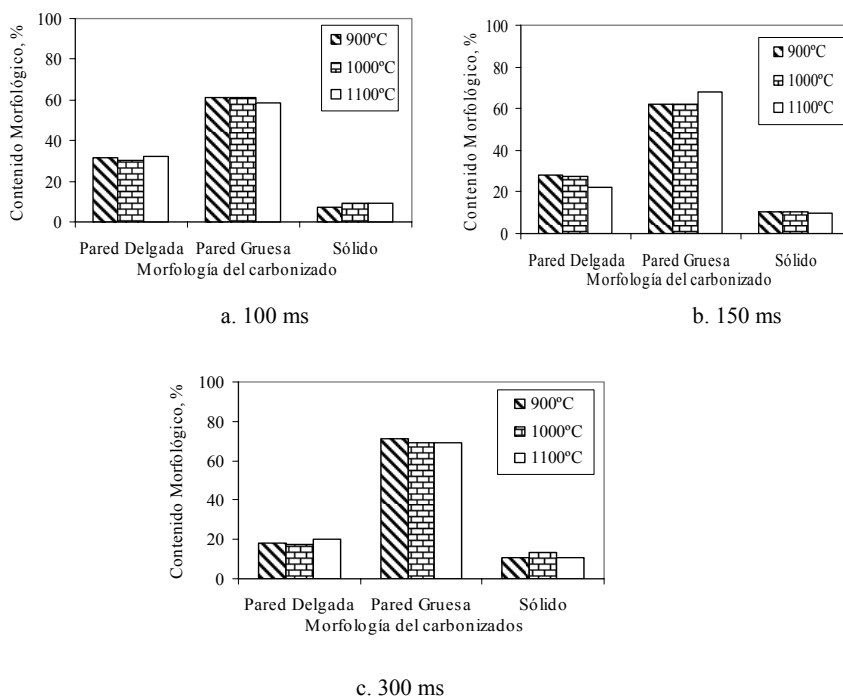 Contenido Morfológico, %
100
80
60
40
20
0
900ºC
1000ºC
1100ºC
Pared Delgada Pared Gruesa Sólido
Morfología del carbonizado
a. 100 ms
Contenido Morfológico, %
100
80
60
40
20
0
900ºC
1000ºC
1100ºC
Pared Delgada Pared Gruesa Sólido
Morfología del carbonizado
b. 150 ms
Contenido Morfológico, %
100
80
60
40
20
0
900ºC
1000ºC
1100ºC
Pared Delgada Pared Gruesa Sólido
Morfología del carbonizados
c. 300 ms